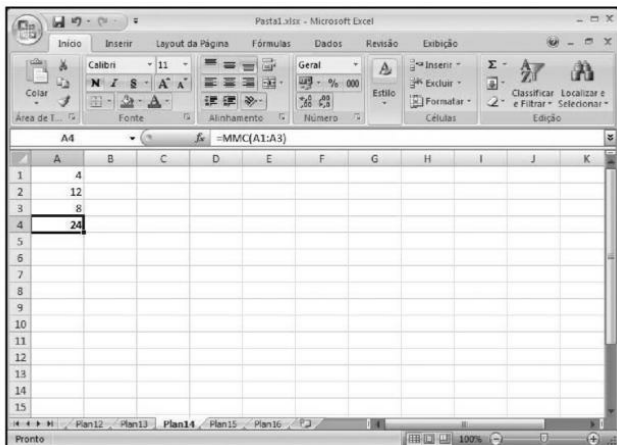 Pasta1.xlsx - Microsoft Excel
Início Inserir Layout da Página Fórmulas Dados Revisão Exibição
Colar
Calibri 11 A A
N I S
A
Geral
% 000
Estilo
Inserir
Excluir
Formatar
Σ
Classificar e Filtrar
Localizar e Selecionar
Área de T... Fonte Alinhamento Número Células Edição
A4 fx =MMC(A1:A3)
A B C D E F G H I J K
1 4
2 12
3 8
4 24
5
6
7
8
9
10
11
12
13
14
15
Plan12 Plan13 Plan14 Plan15 Plan16
Pronto 100%